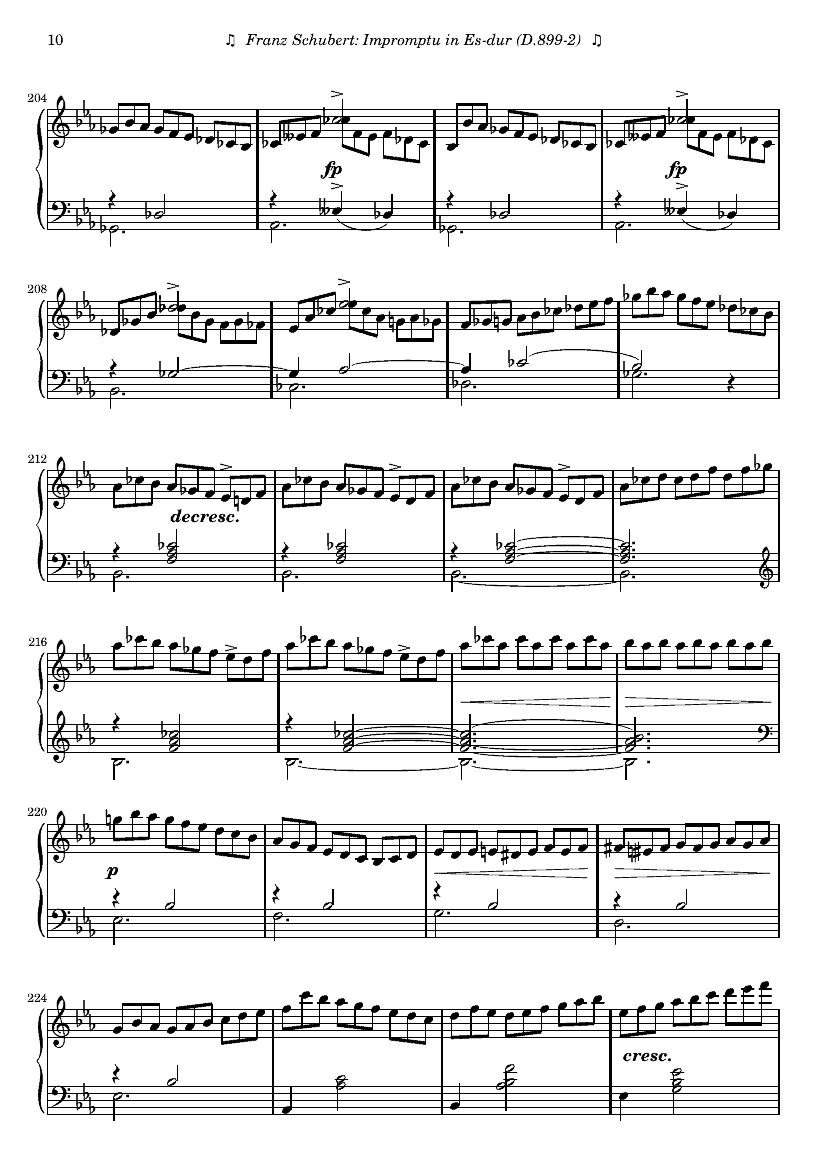 10 ♫ Franz Schubert: Impromptu in Es-dur (D.899-2) ♫
204
fp fp
208
212
decresc.
216
220
p
224
cresc.